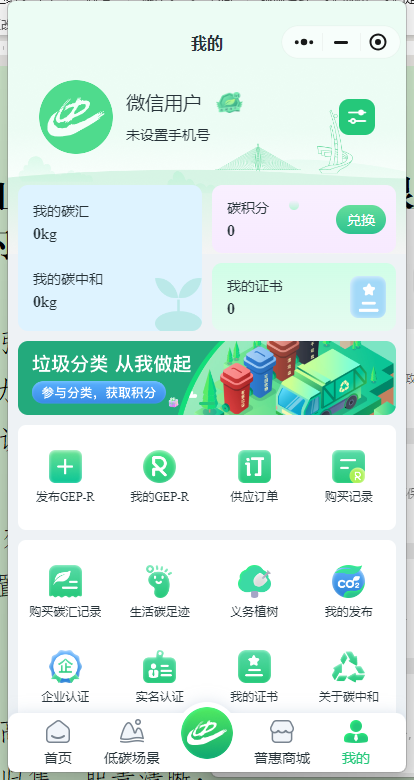 我的
微信用户
未设置手机号
我的碳汇
0kg
我的碳中和
0kg
碳积分
0
兑换
我的证书
0
垃圾分类 从我做起
参与分类，获取积分
发布GEP-R
我的GEP-R
供应订单
购买记录
购买碳汇记录
生活碳足迹
义务植树
我的发布
企业认证
实名认证
我的证书
关于碳中和
首页
低碳场景
普惠商城
我的